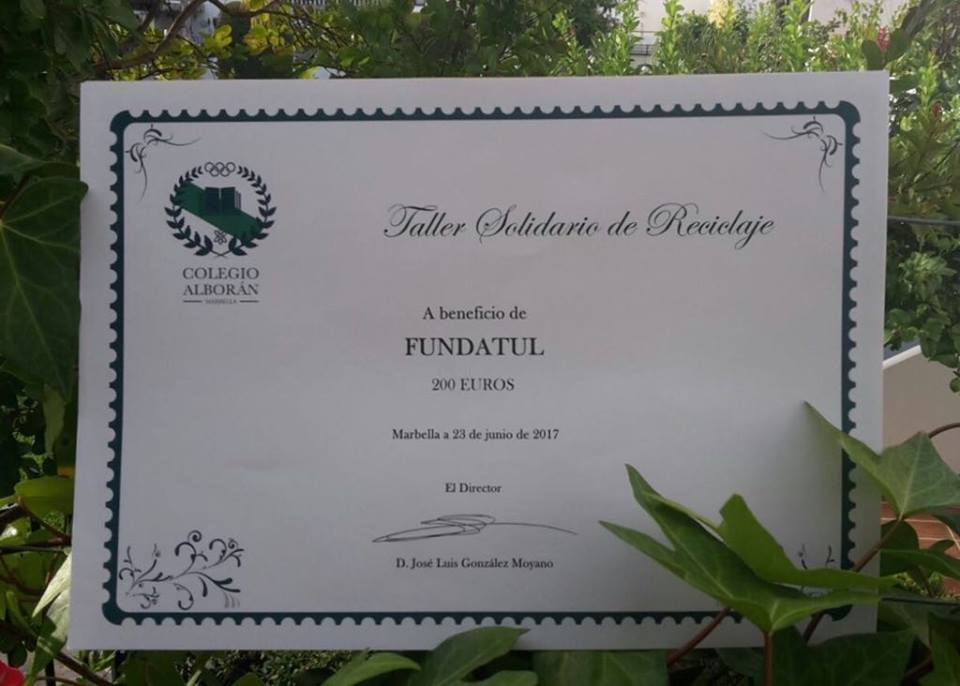 COLEGIO
ALBORÁN
MARBELLA
Taller Solidario de Reciclaje
A beneficio de
FUNDATUL
200 EUROS
Marbella a 23 de junio de 2017
El Director
D. José Luis González Moyano